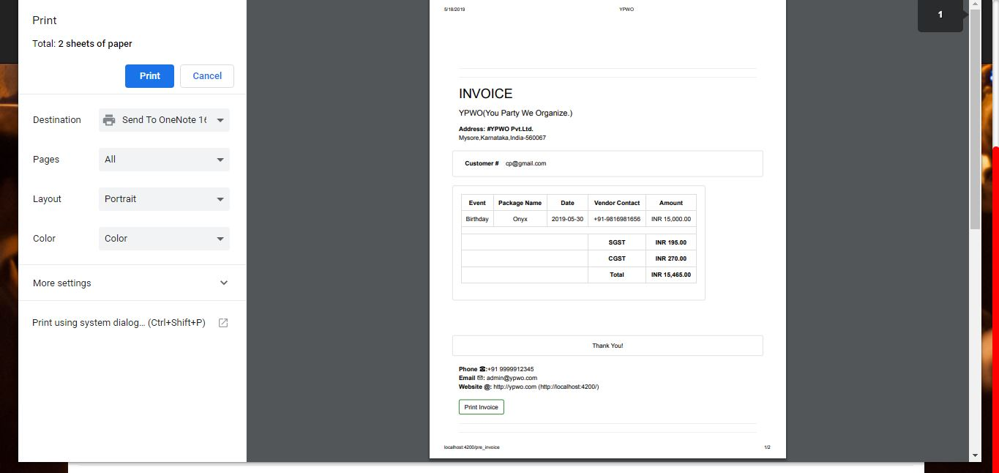 Print
Total: 2 sheets of paper
Print Cancel
Destination Send To OneNote 16
Pages All
Layout Portrait
Color Color
More settings
Print using system dialog... (Ctrl+Shift+P)
5/18/2019 YPWO
1
INVOICE
YPWO(You Party We Organize.)
Address: #YPWO Pvt.Ltd.
Mysore,Karnataka,India-560067
Customer # cp@gmail.com
Event Package Name Date Vendor Contact Amount
Birthday Onyx 2019-05-30 +91-9816981656 INR 15,000.00
SGST INR 195.00
CGST INR 270.00
Total INR 15,465.00
Thank You!
Phone ☎:+91 9999912345
Email ✉: admin@ypwo.com
Website @: http://ypwo.com (http://localhost:4200/)
Print Invoice
localhost:4200/pre_invoice 1/2